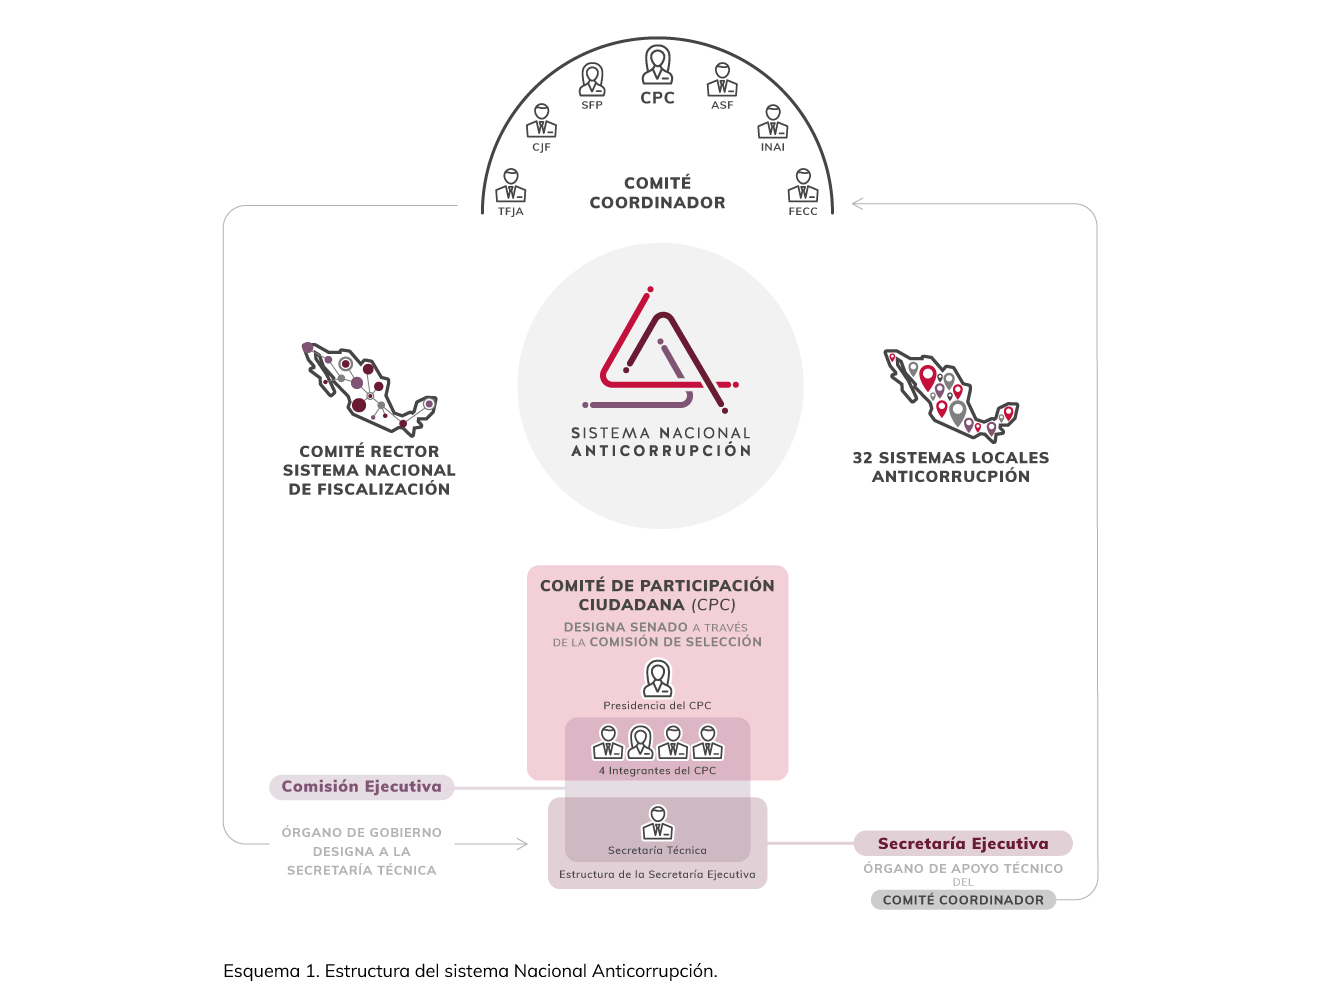 CPC
SFP
ASF
CJF
INAI
TFJA
FECC
COMITÉ
COORDINADOR
SISTEMA NACIONAL
ANTICORRUPCIÓN
COMITÉ RECTOR
SISTEMA NACIONAL
DE FISCALIZACIÓN
32 SISTEMAS LOCALES
ANTICORRUCPIÓN
COMITÉ DE PARTICIPACIÓN
CIUDADANA (CPC)
DESIGNA SENADO A TRAVÉS
DE LA COMISIÓN DE SELECCIÓN
Presidencia del CPC
4 Integrantes del CPC
Comisión Ejecutiva
ÓRGANO DE GOBIERNO
DESIGNA A LA
SECRETARÍA TÉCNICA
Secretaría Técnica
Estructura de la Secretaría Ejecutiva
Secretaría Ejecutiva
ÓRGANO DE APOYO TÉCNICO
DEL
COMITÉ COORDINADOR
Esquema 1. Estructura del sistema Nacional Anticorrupción.